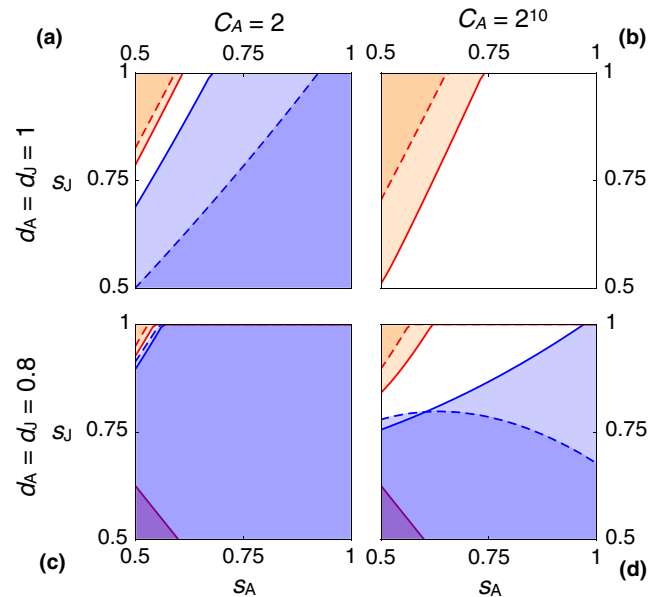 C_A = 2
C_A = 2^10
(a)
(b)
0.5 0.75 1
0.5 0.75 1
d_A = d_J = 1
s_J
1
0.75
0.5
1
0.75
0.5
d_A = d_J = 0.8
s_J
1
0.75
0.5
1
0.75
0.5
0.5 0.75 1
0.5 0.75 1
(c)
(d)
s_A
s_A